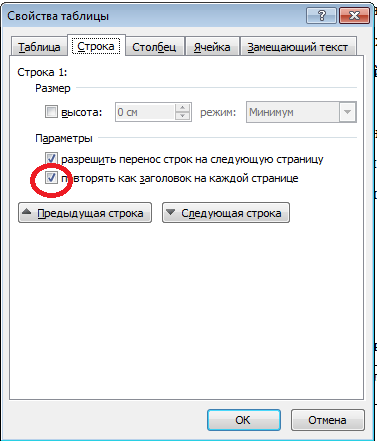 Свойства таблицы
Таблица Строка Столбец Ячейка Замещающий текст
Строка 1:
Размер
высота: 0 см режим: Минимум
Параметры
разрешить перенос строк на следующую страницу
повторять как заголовок на каждой странице
Предыдущая строка Следующая строка
ОК Отмена